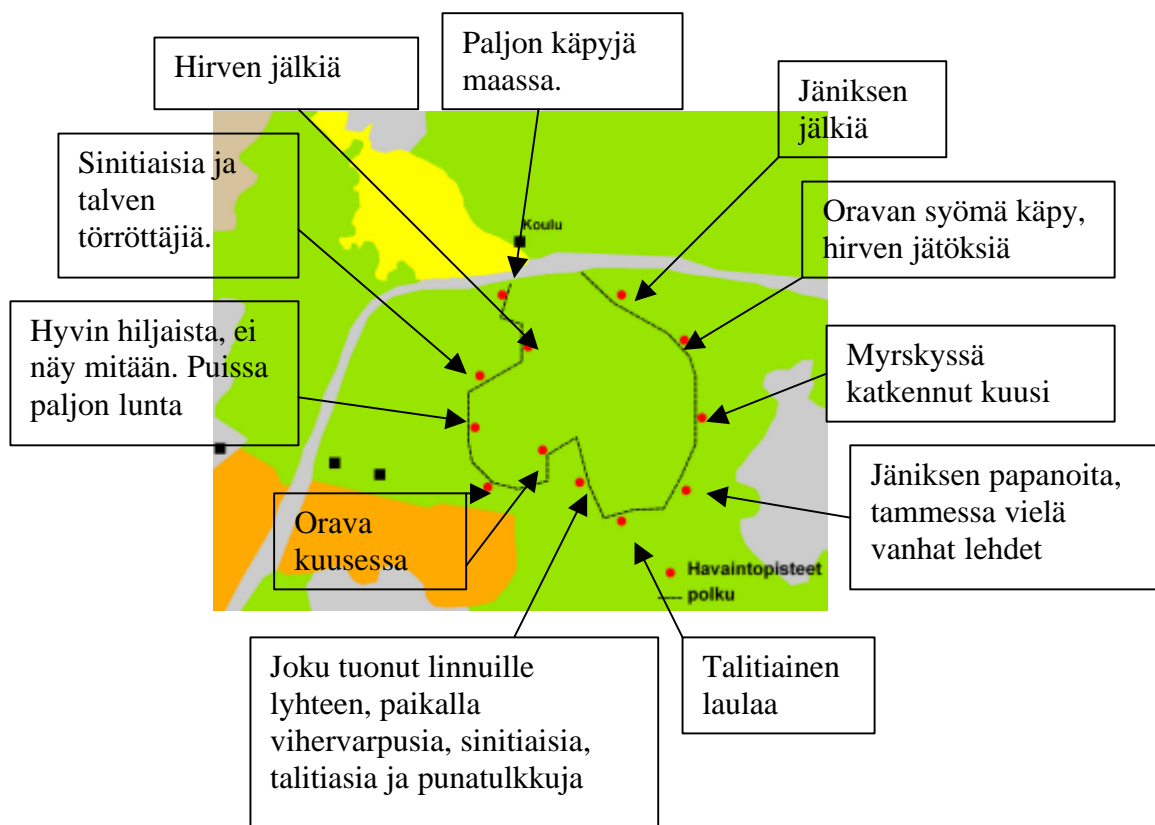 Paljon käpyjä
maassa.
Hirven jälkiä
Jäniksen
jälkiä
Sinitiaisia ja
talven
törröttäjiä.
Oravan syömä käpy,
hirven jätöksiä
Koulu
Hyvin hiljaista, ei
näy mitään. Puissa
paljon lunta
Myrskyssä
katkennut kuusi
Jäniksen papanoita,
tammessa vielä
vanhat lehdet
Orava
kuusessa
Havaintopisteet
polku
Joku tuonut linnuille
lyhteen, paikalla
vihervarpusia, sinitiaisia,
talitiasia ja punatulkkuja
Talitiainen
laulaa